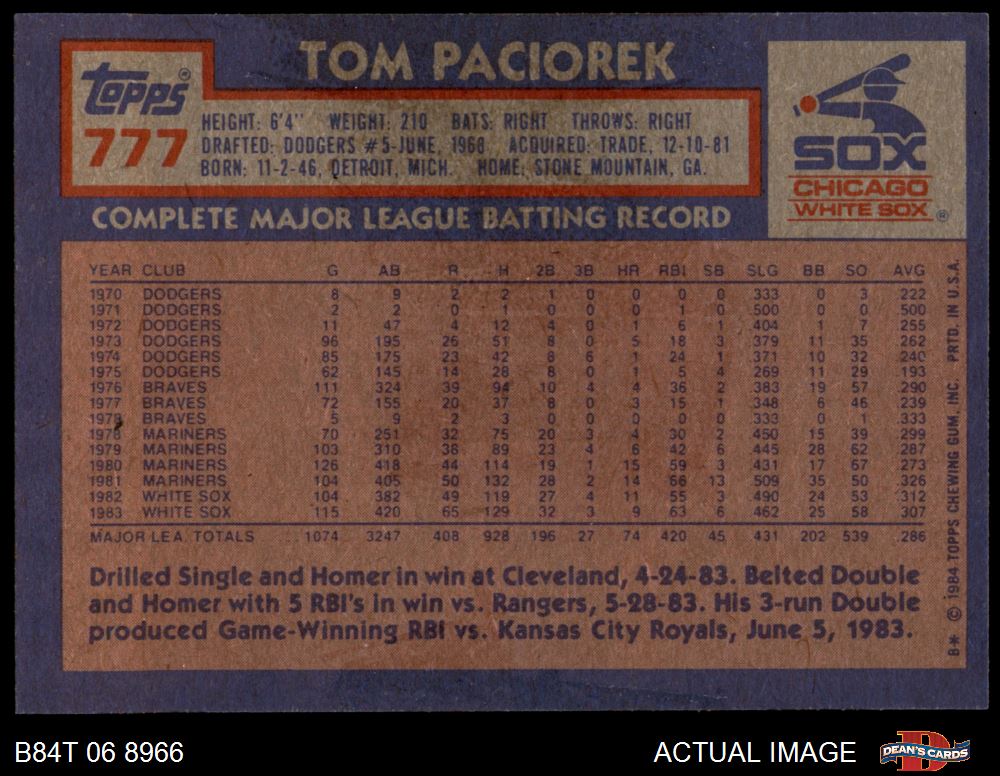 TOM PACIOREK
topps®
777
HEIGHT: 6'4" WEIGHT: 210 BATS: RIGHT THROWS: RIGHT
DRAFTED: DODGERS #5-JUNE, 1968 ACQUIRED: TRADE, 12-10-81
BORN: 11-2-46, DETROIT, MICH. HOME: STONE MOUNTAIN, GA.
SOX
CHICAGO
WHITE SOX ®
COMPLETE MAJOR LEAGUE BATTING RECORD
YEAR CLUB G AB R H 2B 3B HR RBI SB SLG BB SO AVG
1970 DODGERS 8 9 2 2 1 0 0 0 0 .333 0 3 .222
1971 DODGERS 2 2 0 1 0 0 0 1 0 .500 0 0 .500
1972 DODGERS 11 47 4 12 4 0 1 6 1 .404 1 7 .255
1973 DODGERS 96 195 26 51 8 0 5 18 3 .379 11 35 .262
1974 DODGERS 85 175 23 42 8 6 1 24 1 .371 10 32 .240
1975 DODGERS 62 145 14 28 8 0 1 5 4 .269 11 29 .193
1976 BRAVES 111 324 39 94 10 4 4 36 2 .383 19 57 .290
1977 BRAVES 72 155 20 37 8 0 3 15 1 .348 6 46 .239
1978 BRAVES 5 9 2 3 0 0 0 0 0 .333 0 1 .333
1978 MARINERS 70 251 32 75 20 3 4 30 2 .450 15 39 .299
1979 MARINERS 103 310 38 89 23 4 6 42 6 .445 28 62 .287
1980 MARINERS 126 418 44 114 19 1 15 59 3 .431 17 67 .273
1981 MARINERS 104 405 50 132 28 2 14 66 13 .509 35 50 .326
1982 WHITE SOX 104 382 49 119 27 4 11 55 3 .490 24 53 .312
1983 WHITE SOX 115 420 65 129 32 3 9 63 6 .462 25 58 .307
MAJOR LEA. TOTALS 1074 3247 408 928 196 27 74 420 45 .431 202 539 .286
Drilled Single and Homer in win at Cleveland, 4-24-83. Belted Double
and Homer with 5 RBI's in win vs. Rangers, 5-28-83. His 3-run Double
produced Game-Winning RBI vs. Kansas City Royals, June 5, 1983.
B* © 1984 TOPPS CHEWING GUM, INC. PRTD. IN U.S.A.
B84T 06 8966
ACTUAL IMAGE
D
DEAN'S CARDS